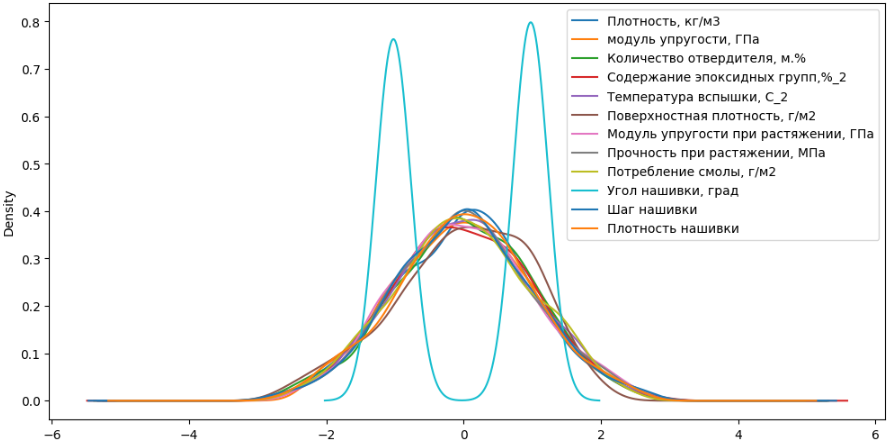 0.8
0.7
0.6
0.5
0.4
0.3
0.2
0.1
0.0
Density
−6
−4
−2
0
2
4
6
Плотность, кг/м3
модуль упругости, ГПа
Количество отвердителя, м.%
Содержание эпоксидных групп,%_2
Температура вспышки, С_2
Поверхностная плотность, г/м2
Модуль упругости при растяжении, ГПа
Прочность при растяжении, МПа
Потребление смолы, г/м2
Угол нашивки, град
Шаг нашивки
Плотность нашивки